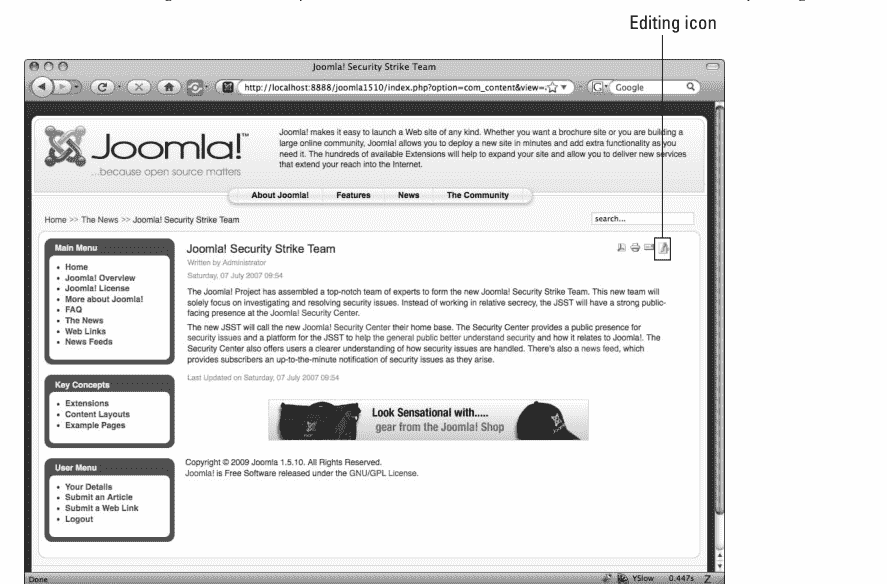 Editing icon
Joomla! Security Strike Team
http://localhost:8888/joomla1510/index.php?option=com_content&view=
G
Google
Joomla!™
...because open source matters
Joomla! makes it easy to launch a Web site of any kind. Whether you want a brochure site or you are building a
large online community, Joomla! allows you to deploy a new site in minutes and add extra functionality as you
need it. The hundreds of available Extensions will help to expand your site and allow you to deliver new services
that extend your reach into the Internet.
About Joomla! Features News The Community
Home >> The News >> Joomla! Security Strike Team
search...
Main Menu
Home
Joomla! Overview
Joomla! License
More about Joomla!
FAQ
The News
Web Links
News Feeds
Key Concepts
Extensions
Content Layouts
Example Pages
User Menu
Your Details
Submit an Article
Submit a Web Link
Logout
Joomla! Security Strike Team
Written by Administrator
Saturday, 07 July 2007 09:54
The Joomla! Project has assembled a top-notch team of experts to form the new Joomla! Security Strike Team. This new team will
solely focus on investigating and resolving security issues. Instead of working in relative secrecy, the JSST will have a strong public-
facing presence at the Joomla! Security Center.
The new JSST will call the new Joomla! Security Center their home base. The Security Center provides a public presence for
security issues and a platform for the JSST to help the general public better understand security and how it relates to Joomla!. The
Security Center also offers users a clearer understanding of how security issues are handled. There's also a news feed, which
provides subscribers an up-to-the-minute notification of security issues as they arise.
Last Updated on Saturday, 07 July 2007 09:54
Look Sensational with.....
gear from the Joomla! Shop
Copyright © 2009 Joomla 1.5.10. All Rights Reserved.
Joomla! is Free Software released under the GNU/GPL License.
Done
YSlow 0.447s